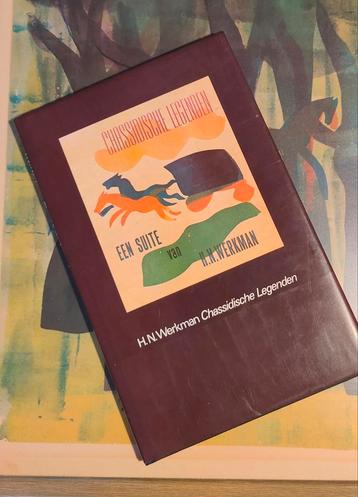 CHASSIDISCHE LEGENDEN
EEN SUITE van H.N. WERKMAN
H.N. Werkman Chassidische Legenden